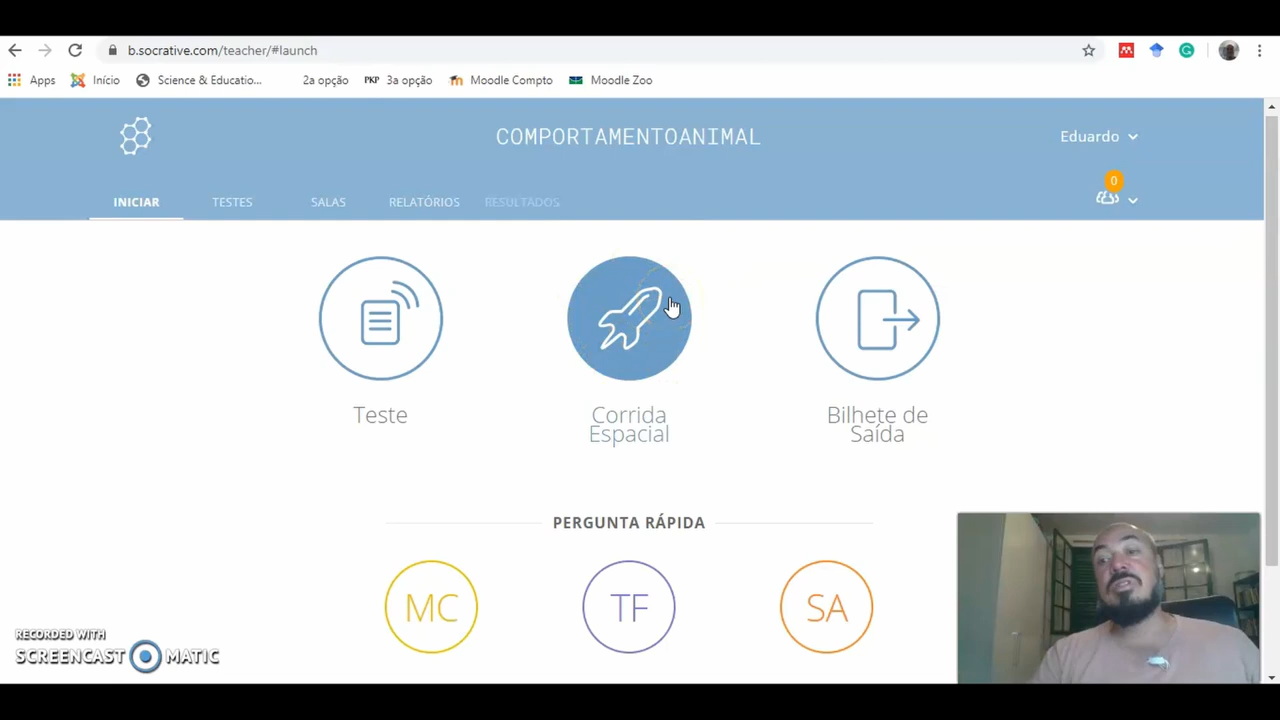 b.socrative.com/teacher/#launch
Apps Início Science & Educatio... 2a opção PKP 3a opção Moodle Compto Moodle Zoo
COMPORTAMENTOANIMAL
Eduardo
0
INICIAR TESTES SALAS RELATÓRIOS RESULTADOS
Teste
Corrida
Espacial
Bilhete de
Saída
PERGUNTA RÁPIDA
MC TF SA
RECORDED WITH
SCREENCAST MATIC